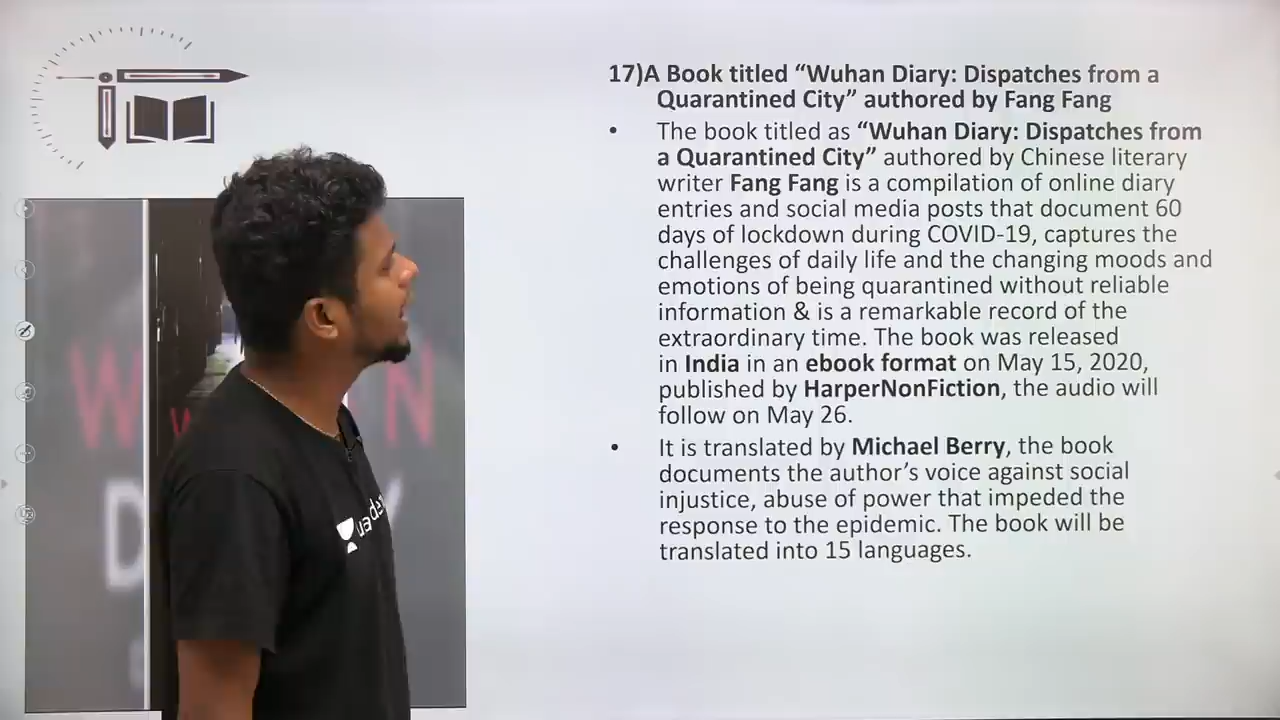 17)A Book titled “Wuhan Diary: Dispatches from a
Quarantined City” authored by Fang Fang
• The book titled as “Wuhan Diary: Dispatches from
a Quarantined City” authored by Chinese literary
writer Fang Fang is a compilation of online diary
entries and social media posts that document 60
days of lockdown during COVID-19, captures the
challenges of daily life and the changing moods and
emotions of being quarantined without reliable
information & is a remarkable record of the
extraordinary time. The book was released
in India in an ebook format on May 15, 2020,
published by HarperNonFiction, the audio will
follow on May 26.
• It is translated by Michael Berry, the book
documents the author’s voice against social
injustice, abuse of power that impeded the
response to the epidemic. The book will be
translated into 15 languages.